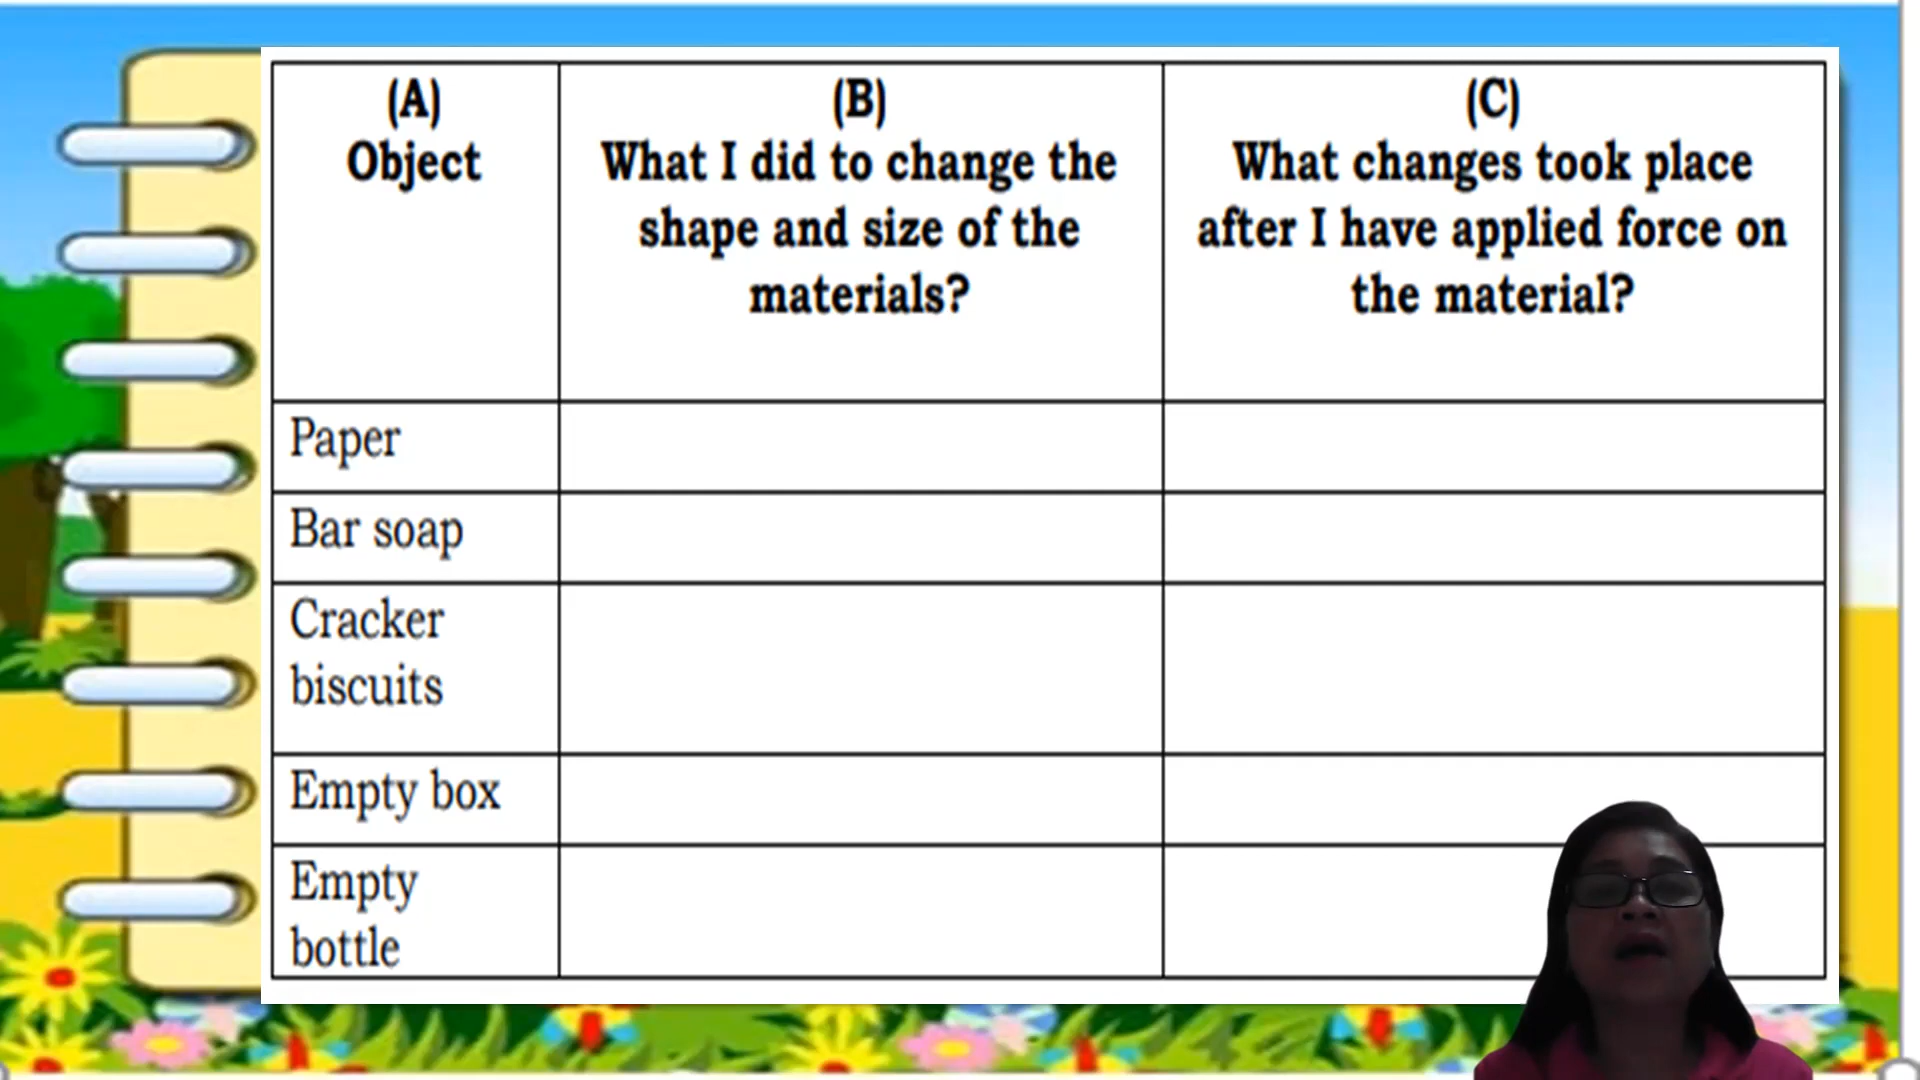 (A)
Object
(B)
What I did to change the
shape and size of the
materials?
(C)
What changes took place
after I have applied force on
the material?
Paper
Bar soap
Cracker
biscuits
Empty box
Empty
bottle